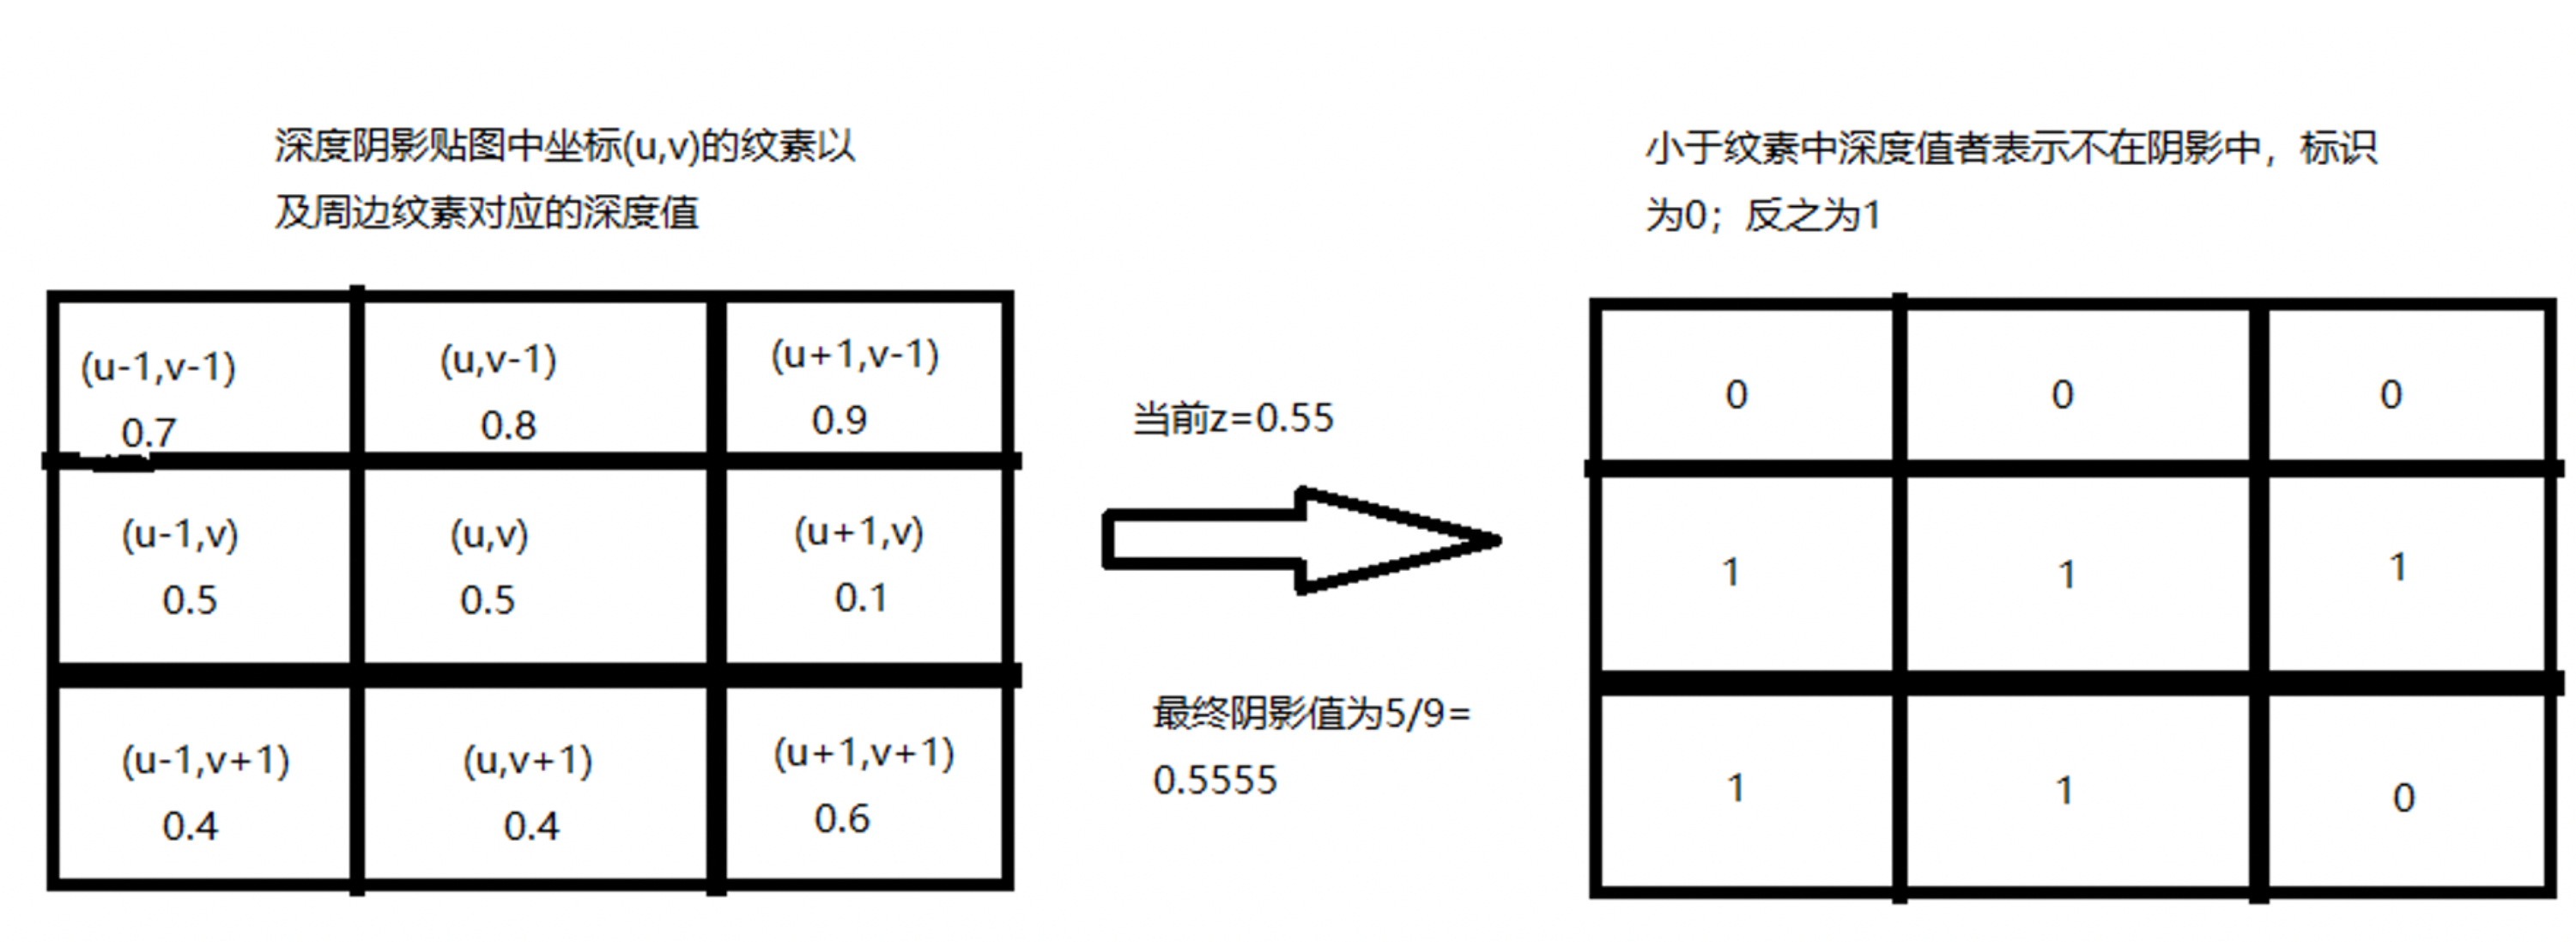 深度阴影贴图中坐标(u,v)的纹素以
及周边纹素对应的深度值
(u-1,v-1)
0.7
(u,v-1)
0.8
(u+1,v-1)
0.9
(u-1,v)
0.5
(u,v)
0.5
(u+1,v)
0.1
(u-1,v+1)
0.4
(u,v+1)
0.4
(u+1,v+1)
0.6
当前z=0.55
最终阴影值为5/9=
0.5555
小于纹素中深度值者表示不在阴影中，标识
为0；反之为1
0
0
0
1
1
1
1
1
0